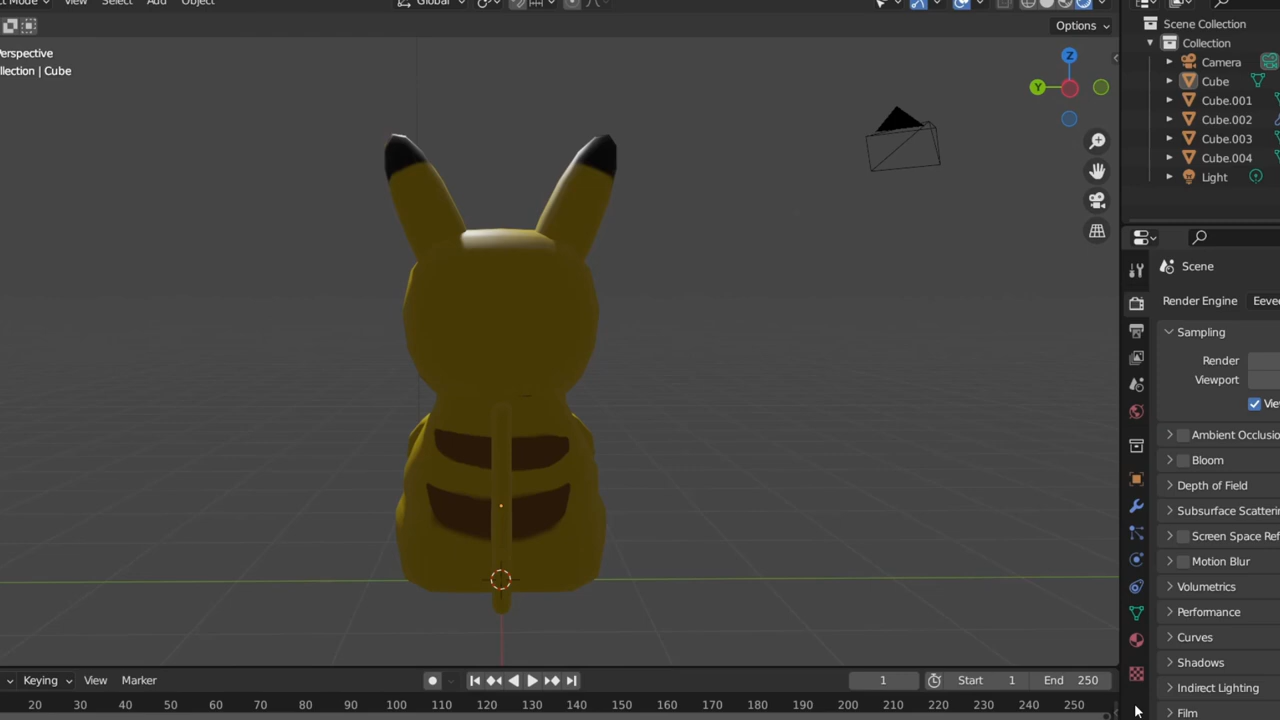 View Select Add Object
Global
Options
Perspective
Collection | Cube
Z
Y
Scene Collection
Collection
Camera
Cube
Cube.001
Cube.002
Cube.003
Cube.004
Light
Scene
Render Engine Eevee
Sampling
Render
Viewport
Vie
Ambient Occlusio
Bloom
Depth of Field
Subsurface Scatterin
Screen Space Ref
Motion Blur
Volumetrics
Performance
Curves
Shadows
Indirect Lighting
Film
Keying View Marker
1 Start 1 End 250
20 30 40 50 60 70 80 90 100 110 120 130 140 150 160 170 180 190 200 210 220 230 240 250